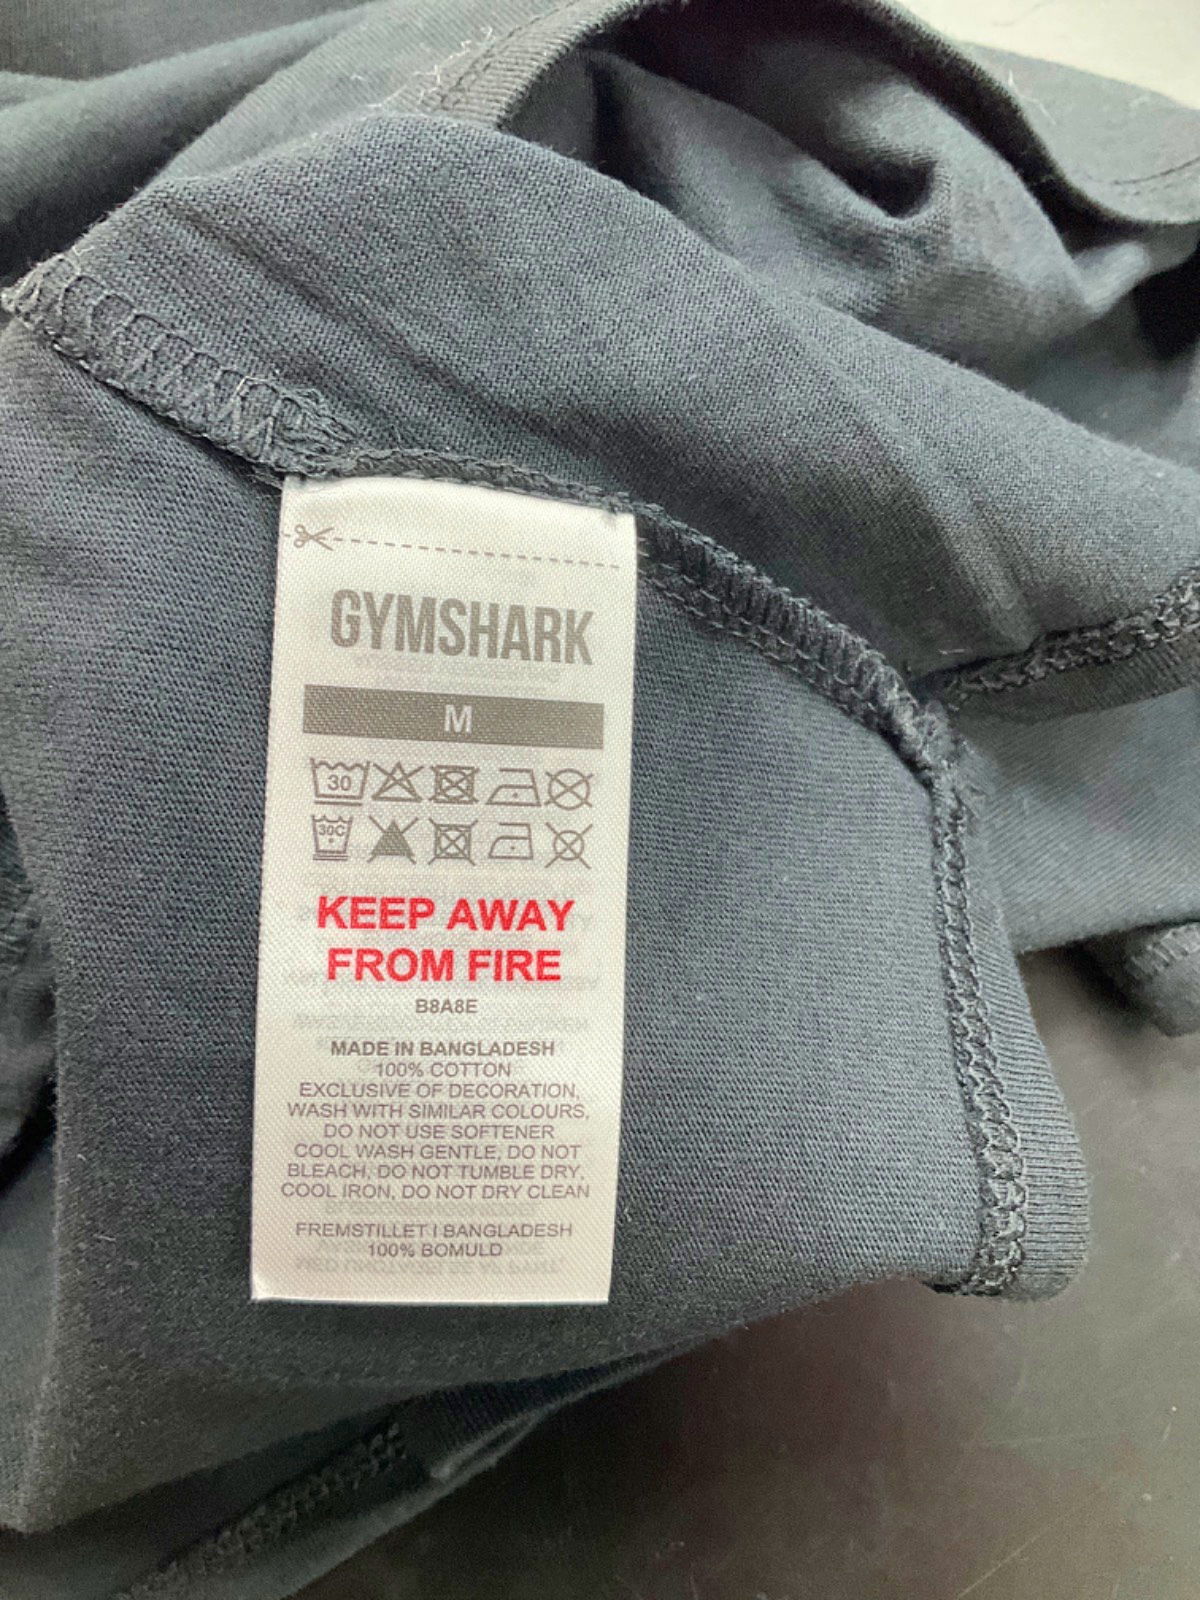 GYMSHARK
M
30
30C
KEEP AWAY
FROM FIRE
B8A8E
MADE IN BANGLADESH
100% COTTON
EXCLUSIVE OF DECORATION,
WASH WITH SIMILAR COLOURS,
DO NOT USE SOFTENER
COOL WASH GENTLE, DO NOT
BLEACH, DO NOT TUMBLE DRY,
COOL IRON, DO NOT DRY CLEAN
FREMSTILLET I BANGLADESH
100% BOMULD